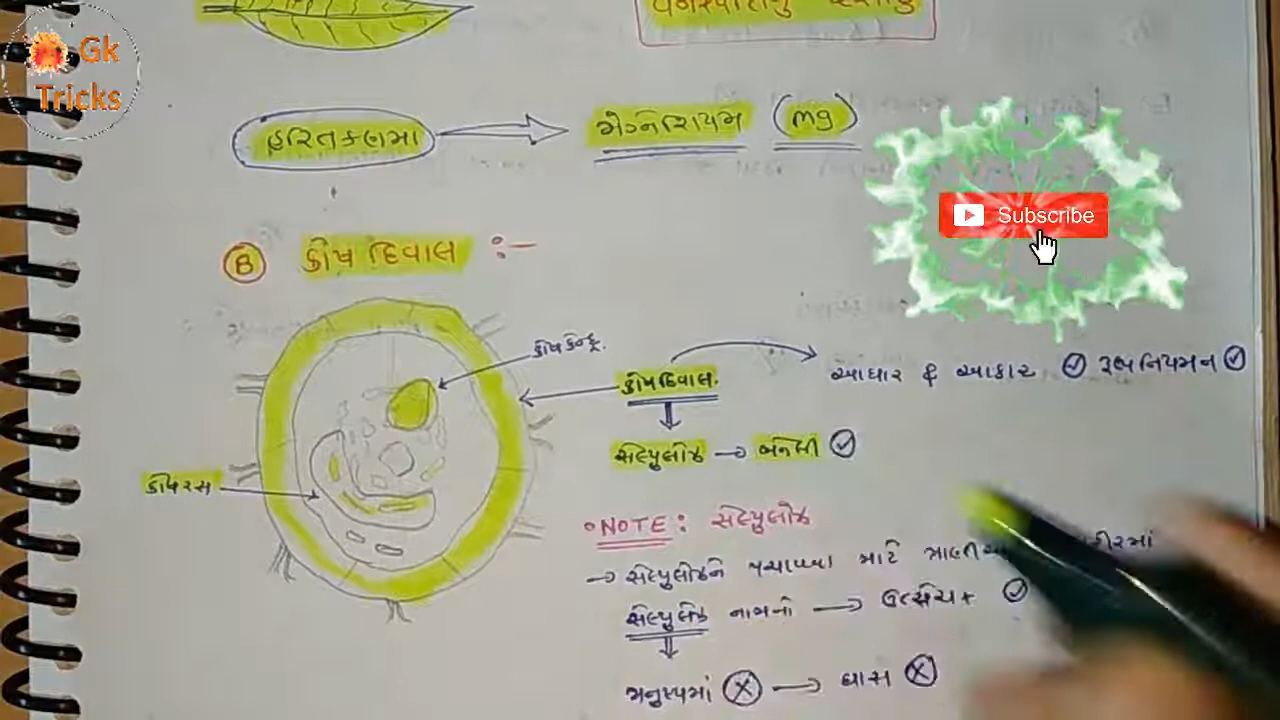 Gk
Tricks
હરિતકણમા → મેગ્નેશિયમ (mg)
Subscribe
B કોષ દિવાલ :-
કોષકેન્દ્ર.
કોષદિવાલ.
આધાર & આકાર
સેલ્યુલોઝ → બનેલી
કોષરસ
NOTE: સેલ્યુલોઝ
→ સેલ્યુલોઝને પચાવવા માટે
સેલ્યુલોઝ નામનો → ઉત્સેચક
મનુષ્યમાં → ઘાસ